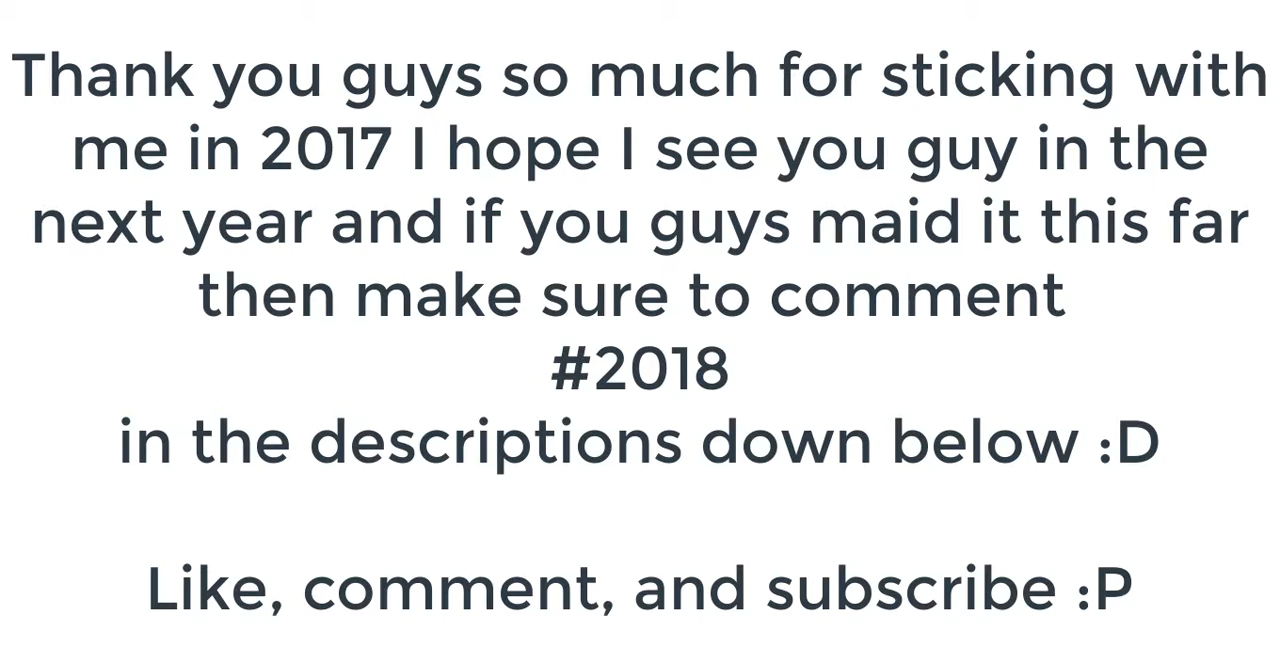 Thank you guys so much for sticking with
me in 2017 I hope I see you guy in the
next year and if you guys maid it this far
then make sure to comment
#2018
in the descriptions down below :D
Like, comment, and subscribe :P